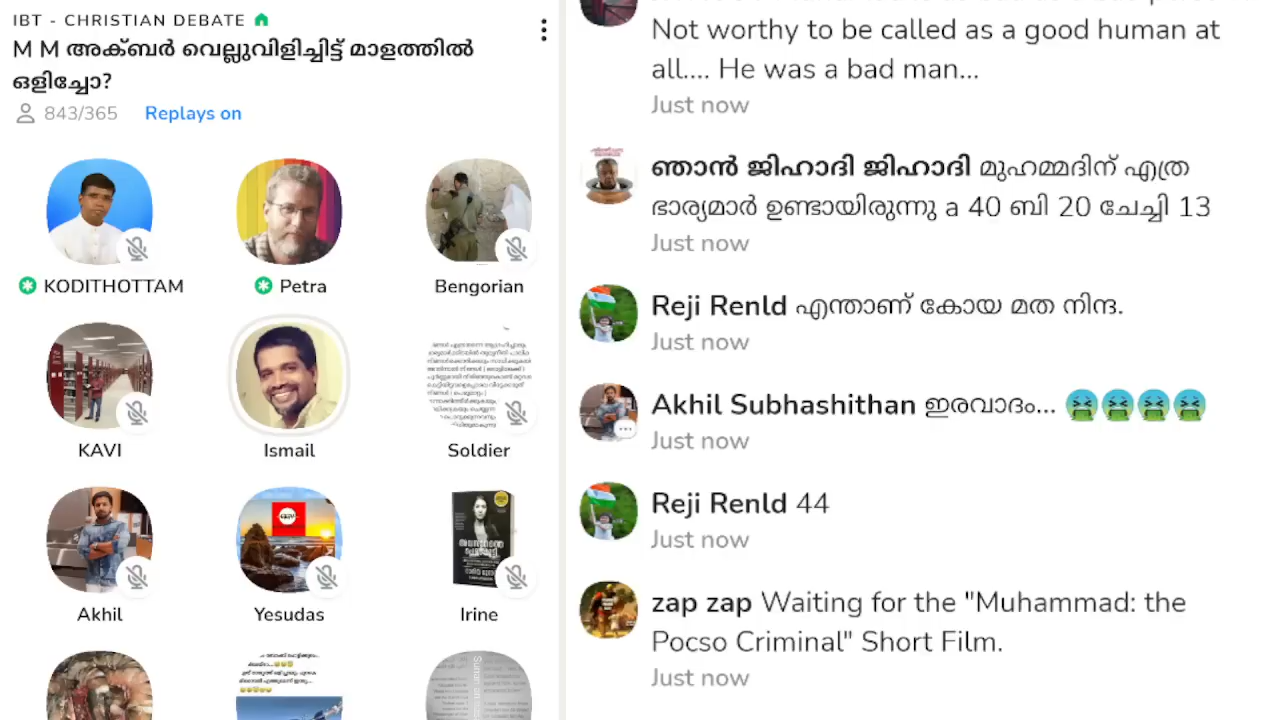 IBT - CHRISTIAN DEBATE
M M അക്ബർ വെല്ലുവിളിച്ചിട്ട് മാളത്തിൽ
ഒളിച്ചോ?
843/365 Replays on
KODITHOTTAM Petra Bengorian
KAVI Ismail Soldier
Akhil Yesudas Irine
Not worthy to be called as a good human at
all.... He was a bad man...
Just now
ഞാൻ ജിഹാദി ജിഹാദി മുഹമ്മദിന് എത്ര
ഭാര്യമാർ ഉണ്ടായിരുന്നു a 40 ബി 20 ചേച്ചി 13
Just now
Reji Renld എന്താണ് കോയ മത നിന്ദ.
Just now
Akhil Subhashithan ഇരവാദം... 🤮🤮🤮🤮
Just now
Reji Renld 44
Just now
zap zap Waiting for the "Muhammad: the
Pocso Criminal" Short Film.
Just now